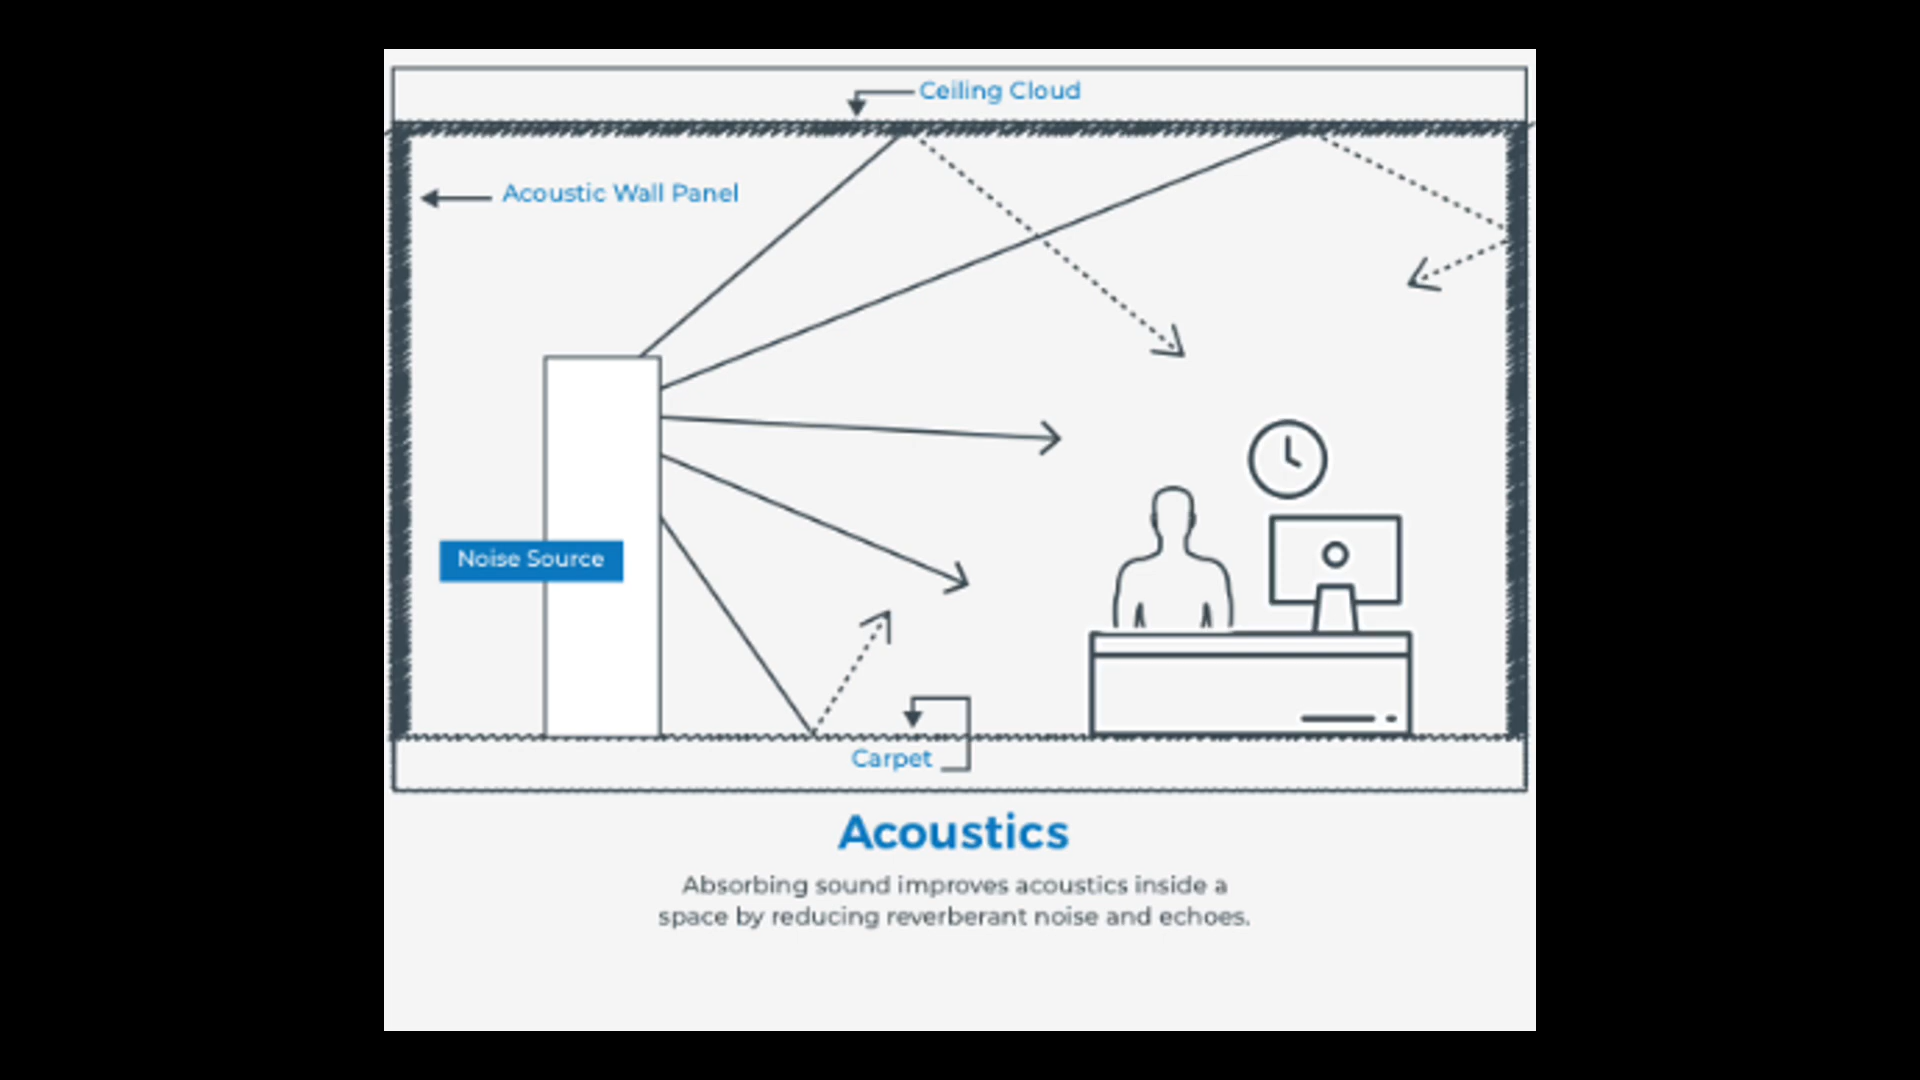 Ceiling Cloud
Acoustic Wall Panel
Noise Source
Carpet
Acoustics
Absorbing sound improves acoustics inside a
space by reducing reverberant noise and echoes.